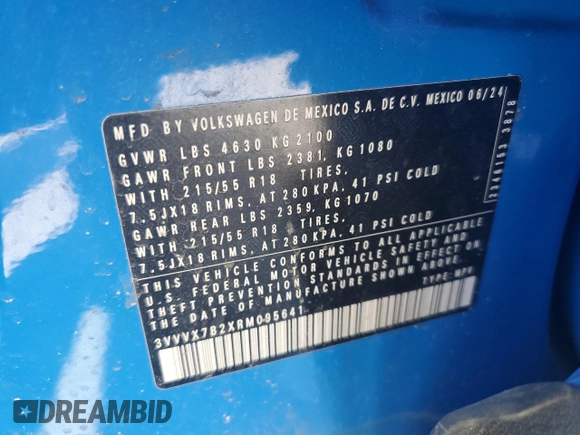 MFD BY VOLKSWAGEN DE MEXICO S.A. DE C.V. MEXICO 06/24
GVWR LBS 4630 KG 2100
GAWR FRONT LBS 2381, KG 1080
WITH 215/55 R18 TIRES.
7.5JX18 RIMS, AT 280 KPA, 41 PSI COLD
GAWR REAR LBS 2359, KG 1070
WITH 215/55 R18 TIRES.
7.5JX18 RIMS, AT 280 KPA, 41 PSI COLD
THIS VEHICLE CONFORMS TO ALL APPLICABLE
U.S. FEDERAL MOTOR VEHICLE SAFETY AND
THEFT PREVENTION STANDARDS IN EFFECT ON
THE DATE OF MANUFACTURE SHOWN ABOVE.
TYPE: MPV
3VVVX7B2XRM095641
2346153 3878
DREAMBID